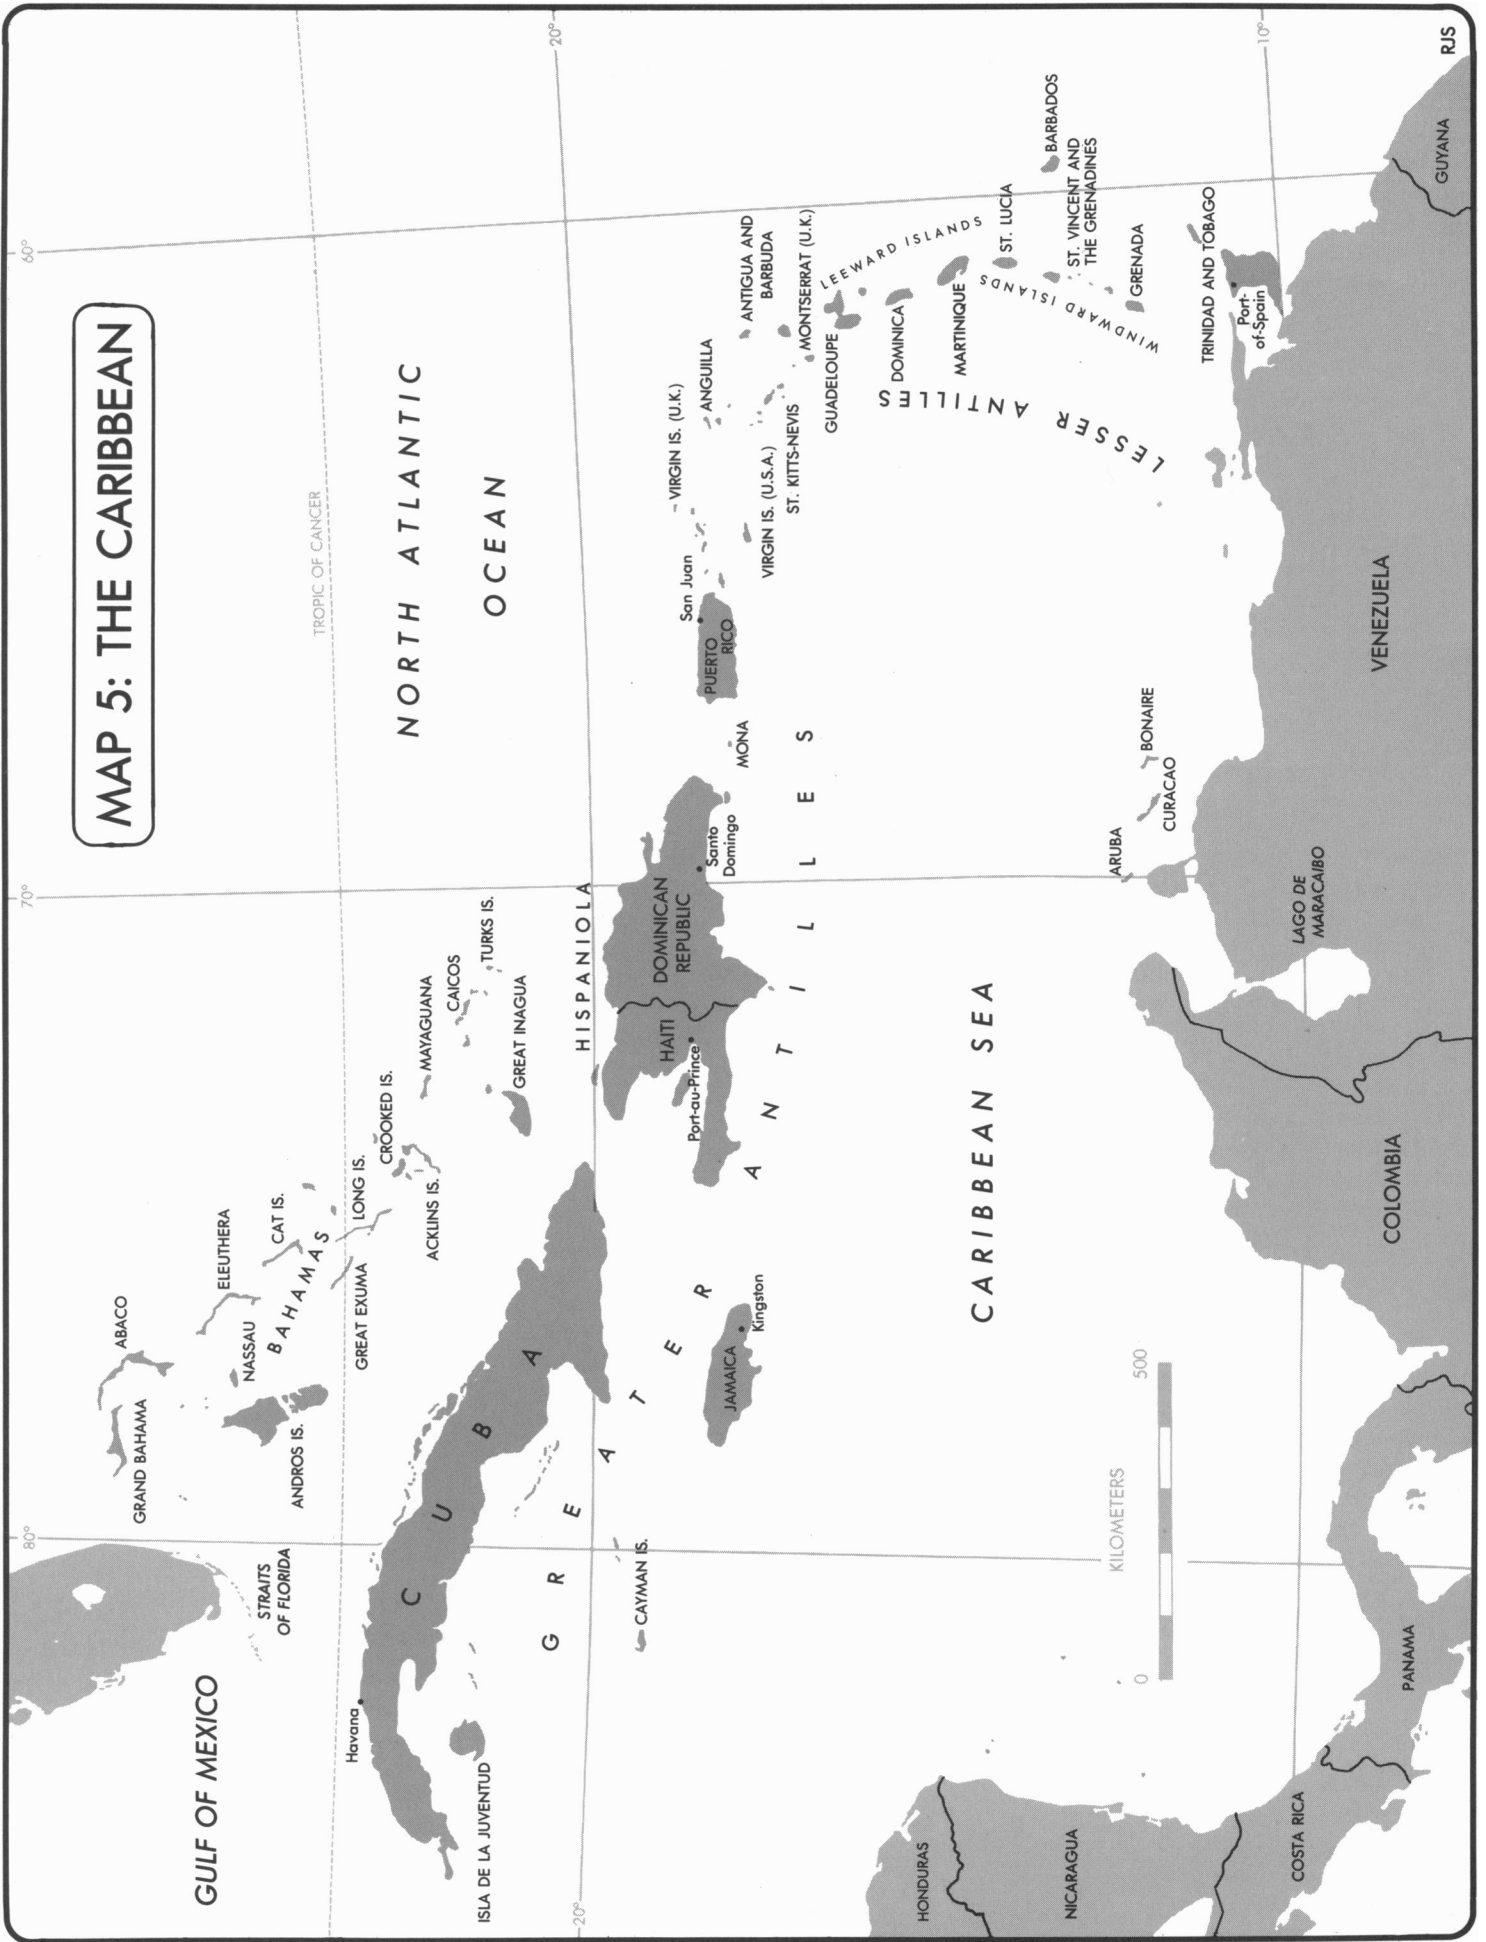 MAP 5: THE CARIBBEAN
60°
70°
80°
20°
10°
20°
TROPIC OF CANCER
NORTH ATLANTIC
OCEAN
GULF OF MEXICO
STRAITS
OF FLORIDA
GRAND BAHAMA
ABACO
ELEUTHERA
NASSAU
BAHAMAS
CAT IS.
ANDROS IS.
GREAT EXUMA
LONG IS.
CROOKED IS.
ACKLINS IS.
MAYAGUANA
CAICOS
TURKS IS.
GREAT INAGUA
Havana
CUBA
ISLA DE LA JUVENTUD
CAYMAN IS.
GREATER ANTILLES
JAMAICA
Kingston
HISPANIOLA
HAITI
Port-au-Prince
DOMINICAN
REPUBLIC
Santo
Domingo
MONA
San Juan
PUERTO
RICO
VIRGIN IS. (U.K.)
VIRGIN IS. (U.S.A.)
ANGUILLA
ST. KITTS-NEVIS
ANTIGUA AND
BARBUDA
MONTSERRAT (U.K.)
GUADELOUPE
LEEWARD ISLANDS
DOMINICA
MARTINIQUE
ST. LUCIA
WINDWARD ISLANDS
BARBADOS
ST. VINCENT AND
THE GRENADINES
GRENADA
LESSER ANTILLES
TRINIDAD AND TOBAGO
Port-
of-Spain
CARIBBEAN SEA
ARUBA
CURACAO
BONAIRE
KILOMETERS
0
500
HONDURAS
NICARAGUA
COSTA RICA
PANAMA
COLOMBIA
LAGO DE
MARACAIBO
VENEZUELA
GUYANA
RJS